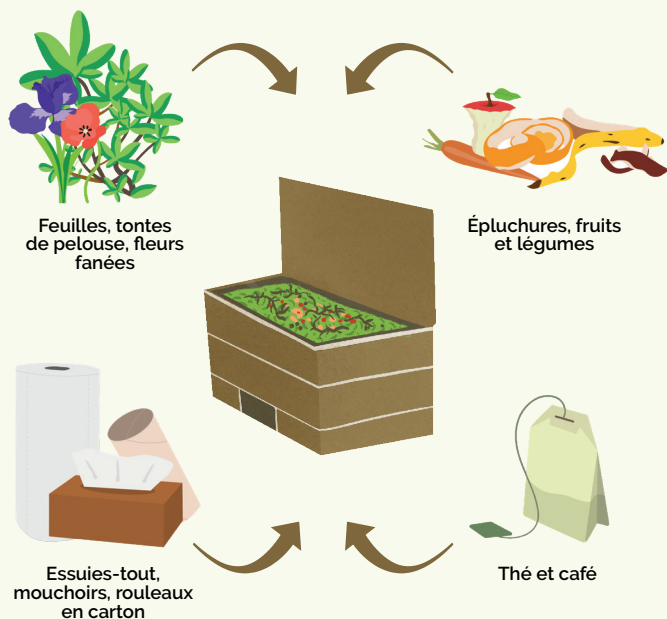 Feuilles, tontes
de pelouse, fleurs
fanées
Épluchures, fruits
et légumes
Essuies-tout,
mouchoirs, rouleaux
en carton
Thé et café